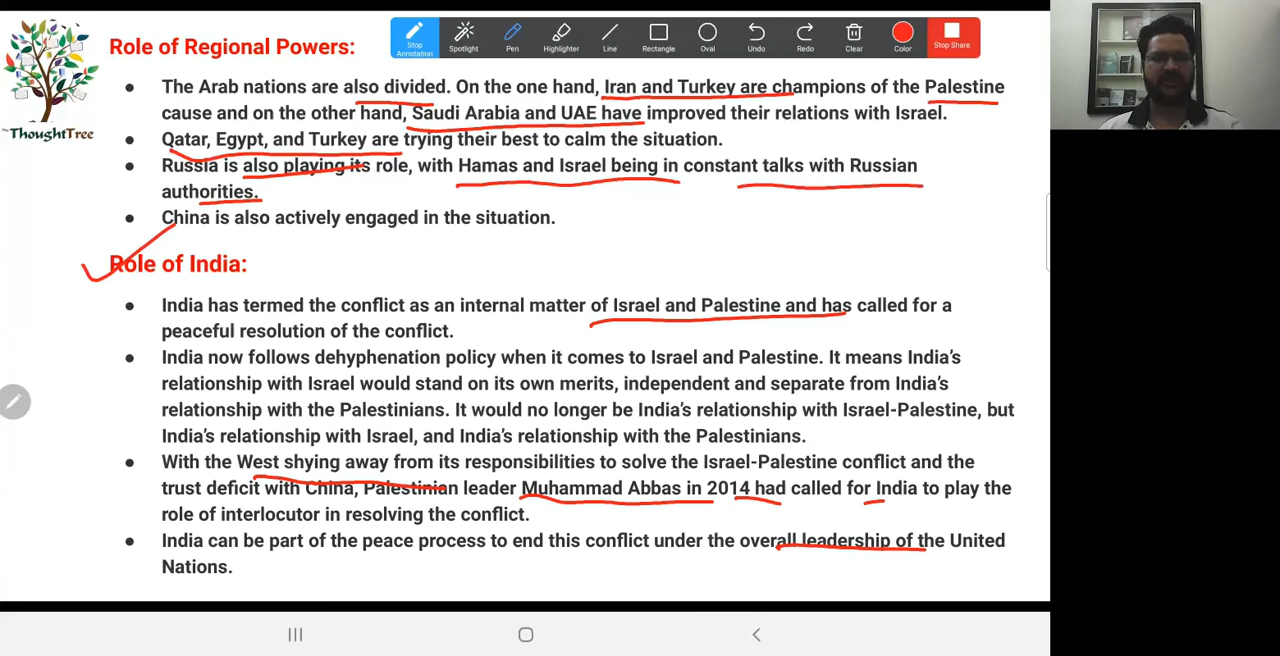 Role of Regional Powers:
Stop
Annotation
Spotlight
Pen
Highlighter
Line
Rectangle
Oval
Undo
Redo
Clear
Color
Stop Share
The ThoughtTree
● The Arab nations are also divided. On the one hand, Iran and Turkey are champions of the Palestine
cause and on the other hand, Saudi Arabia and UAE have improved their relations with Israel.
● Qatar, Egypt, and Turkey are trying their best to calm the situation.
● Russia is also playing its role, with Hamas and Israel being in constant talks with Russian
authorities.
● China is also actively engaged in the situation.
Role of India:
● India has termed the conflict as an internal matter of Israel and Palestine and has called for a
peaceful resolution of the conflict.
● India now follows dehyphenation policy when it comes to Israel and Palestine. It means India’s
relationship with Israel would stand on its own merits, independent and separate from India’s
relationship with the Palestinians. It would no longer be India’s relationship with Israel-Palestine, but
India’s relationship with Israel, and India’s relationship with the Palestinians.
● With the West shying away from its responsibilities to solve the Israel-Palestine conflict and the
trust deficit with China, Palestinian leader Muhammad Abbas in 2014 had called for India to play the
role of interlocutor in resolving the conflict.
● India can be part of the peace process to end this conflict under the overall leadership of the United
Nations.